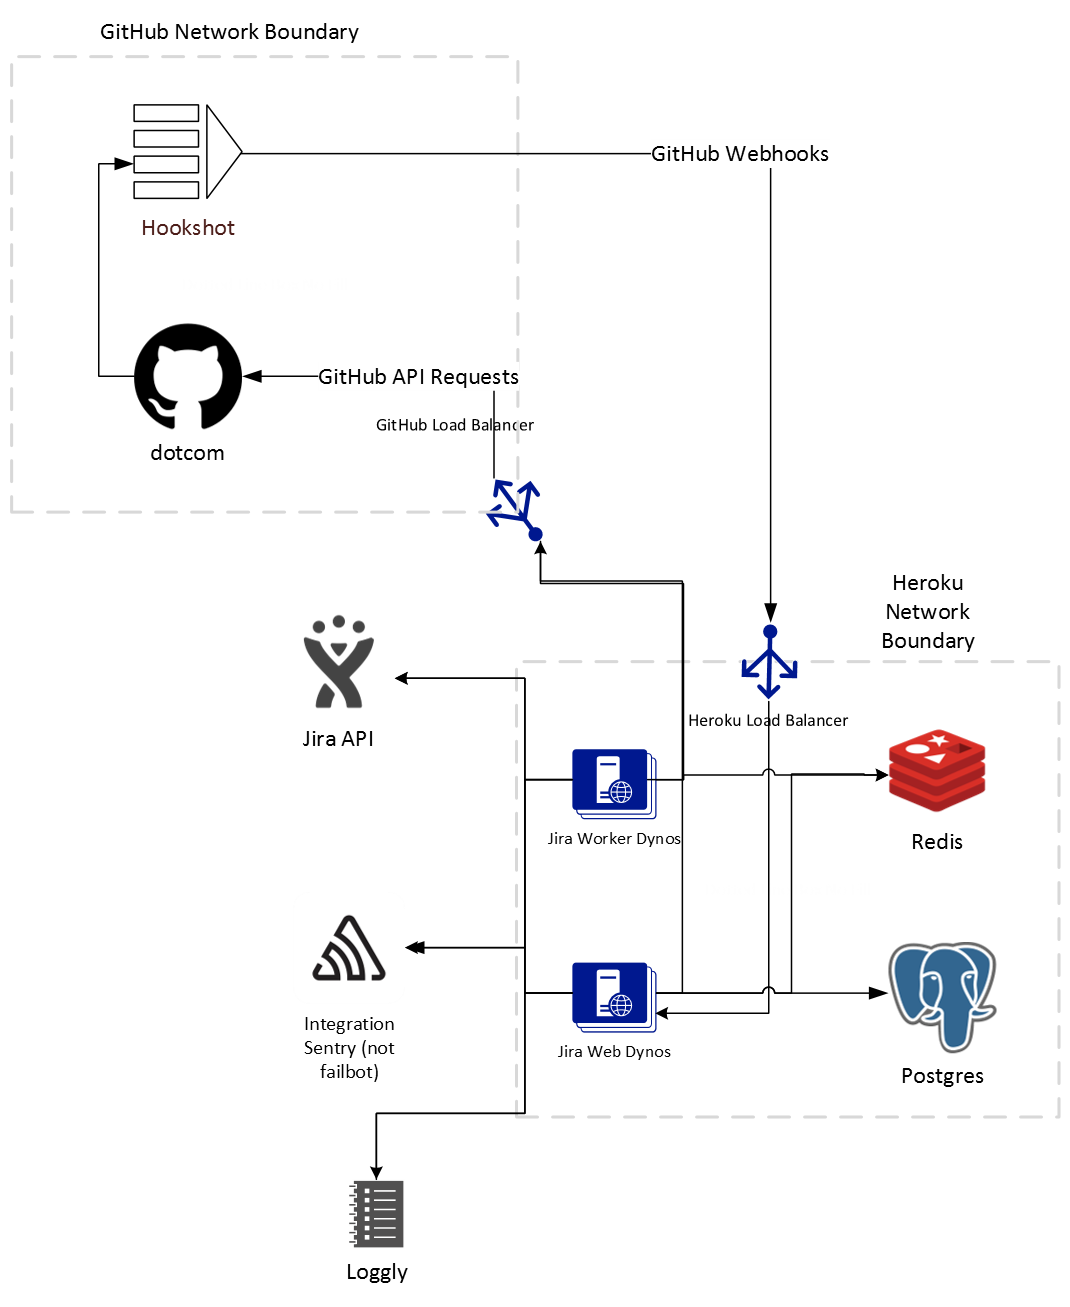 GitHub Network Boundary
GitHub Webhooks
Hookshot
GitHub API Requests
GitHub Load Balancer
dotcom
Heroku
Network
Boundary
Heroku Load Balancer
Jira API
Jira Worker Dynos
Redis
Integration
Sentry (not
failbot)
Jira Web Dynos
Postgres
Loggly